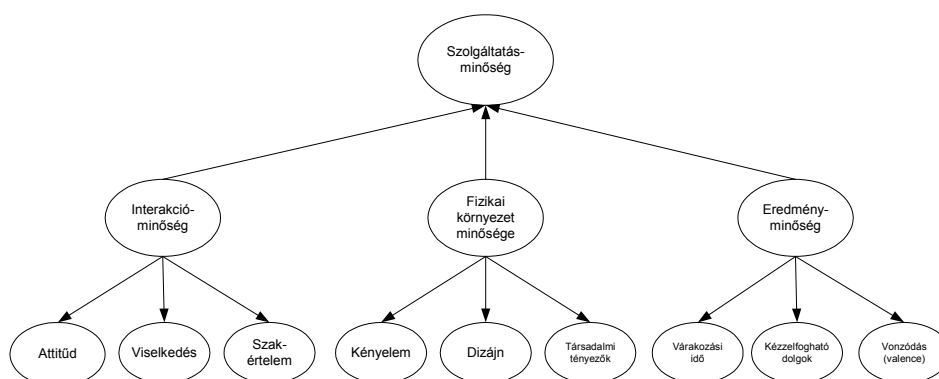 Szolgáltatás-
minőség
Interakció-
minőség
Fizikai
környezet
minősége
Eredmény-
minőség
Attitűd
Viselkedés
Szak-
értelem
Kényelem
Dizájn
Társadalmi
tényezők
Várakozási
idő
Kézzelfogható
dolgok
Vonzódás
(valence)